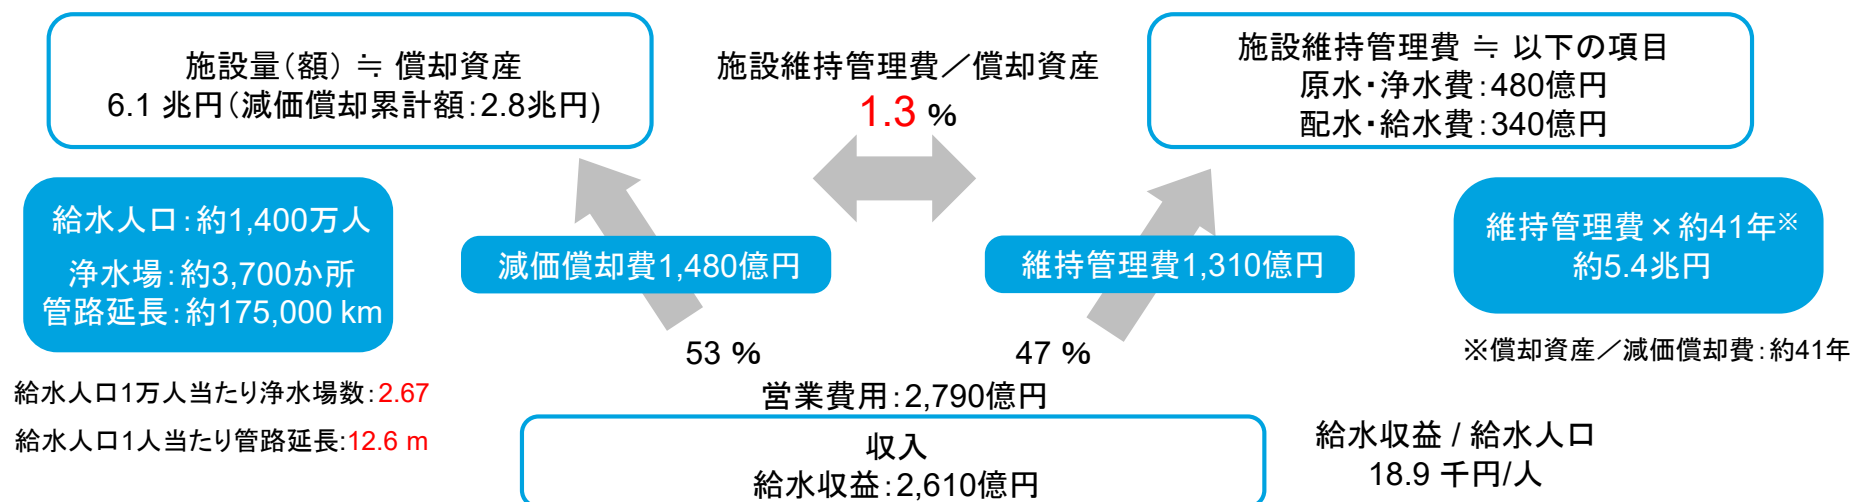 施設量(額) ≒ 償却資産
6.1 兆円(減価償却累計額:2.8兆円)
施設維持管理費/償却資産
1.3 %
施設維持管理費 ≒ 以下の項目
原水・浄水費:480億円
配水・給水費:340億円
給水人口:約1,400万人
浄水場:約3,700か所
管路延長:約175,000 km
減価償却費1,480億円
維持管理費1,310億円
維持管理費×約41年※
約5.4兆円
53 %
47 %
※償却資産/減価償却費:約41年
給水人口1万人当たり浄水場数:2.67
給水人口1人当たり管路延長:12.6 m
営業費用:2,790億円
収入
給水収益:2,610億円
給水収益 / 給水人口
18.9 千円/人